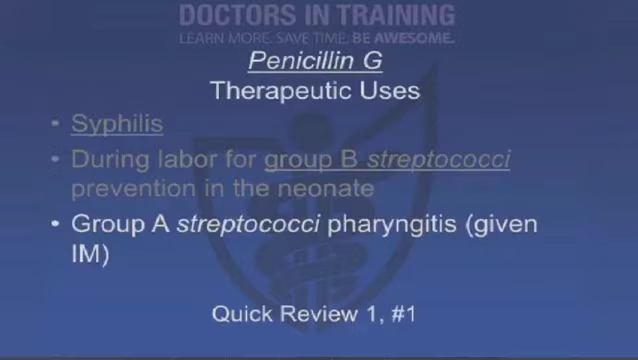 DOCTORS IN TRAINING
LEARN MORE. SAVE TIME. BE AWESOME.
Penicillin G
Therapeutic Uses
• Syphilis
• During labor for group B streptococci
prevention in the neonate
• Group A streptococci pharyngitis (given
IM)
Quick Review 1, #1